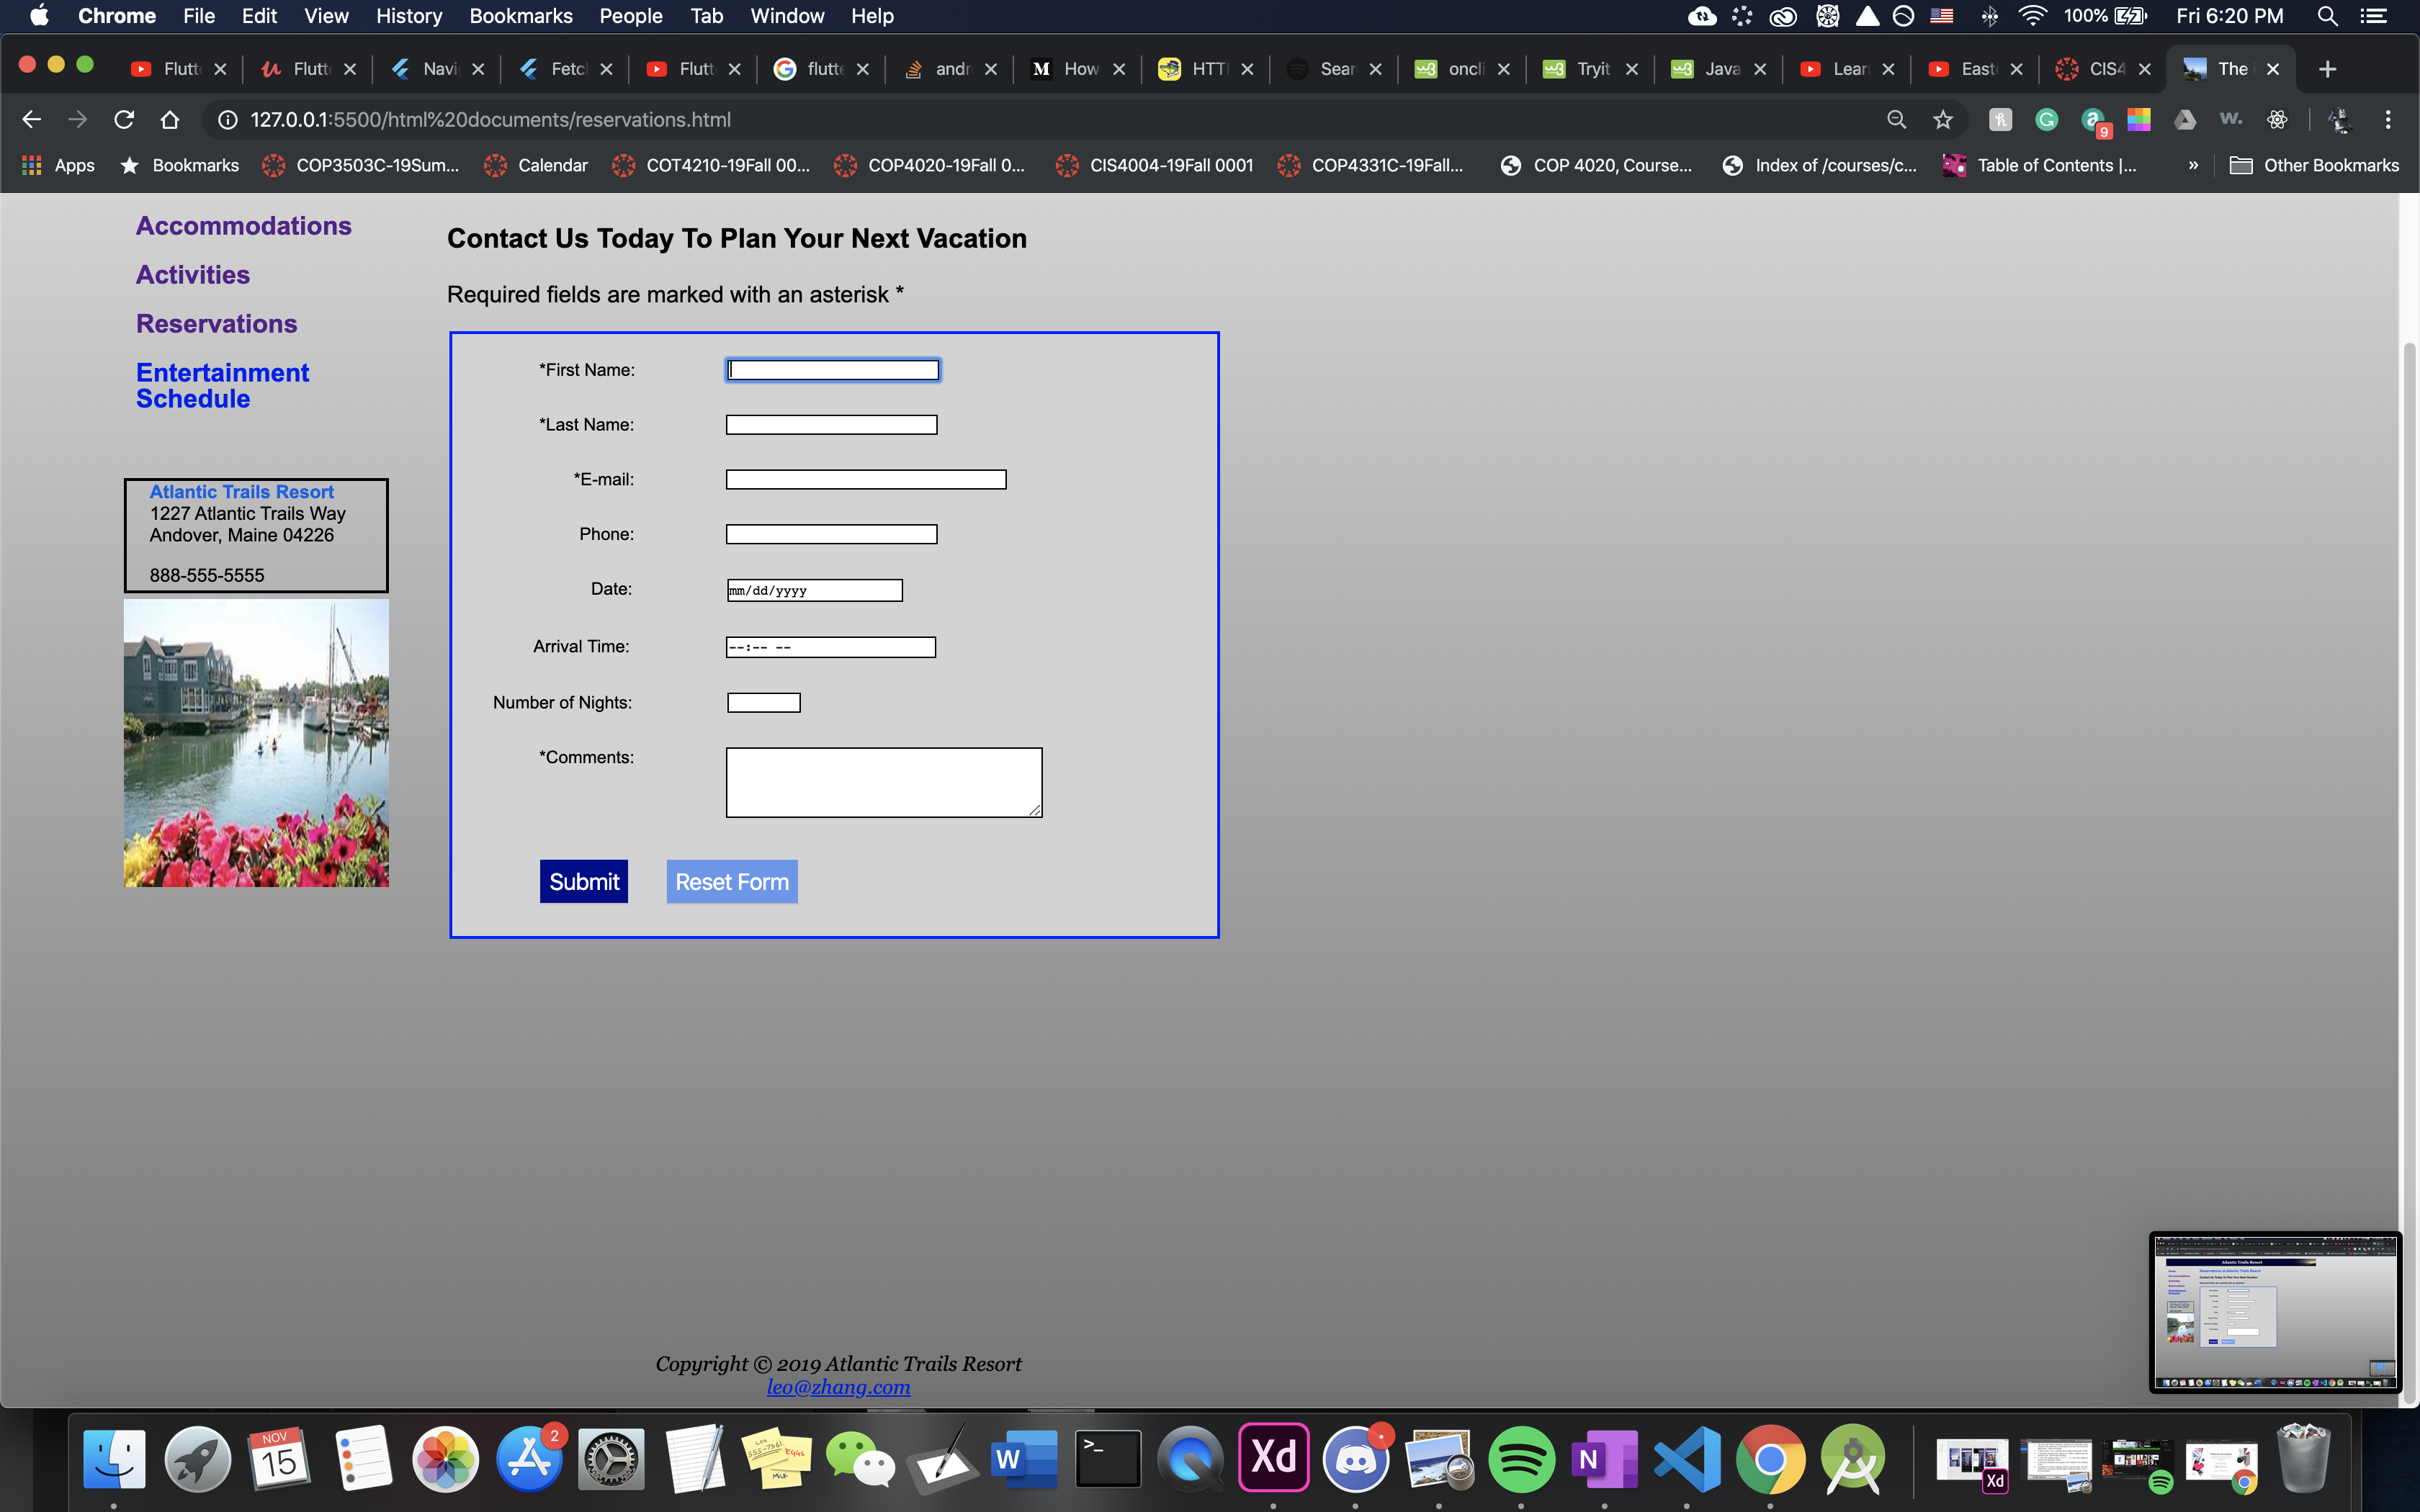 Chrome File Edit View History Bookmarks People Tab Window Help 100% Fri 6:20 PM
Flutt Flutt Navi Fetcl Flutt flutte andr How HTTI Sear oncli Tryit Java Lear East CIS4 The
127.0.0.1:5500/html%20documents/reservations.html 9
Apps Bookmarks COP3503C-19Sum... Calendar COT4210-19Fall 00... COP4020-19Fall 0... CIS4004-19Fall 0001 COP4331C-19Fall... COP 4020, Course... Index of /courses/c... Table of Contents |... » Other Bookmarks
Accommodations
Activities
Reservations
Entertainment
Schedule
Atlantic Trails Resort
1227 Atlantic Trails Way
Andover, Maine 04226
888-555-5555
Contact Us Today To Plan Your Next Vacation
Required fields are marked with an asterisk *
*First Name:
*Last Name:
*E-mail:
Phone:
Date: mm/dd/yyyy
Arrival Time: --:-- --
Number of Nights:
*Comments:
Submit Reset Form
Copyright © 2019 Atlantic Trails Resort
leo@zhang.com
NOV
15
2
W
>_
Xd
N
Xd